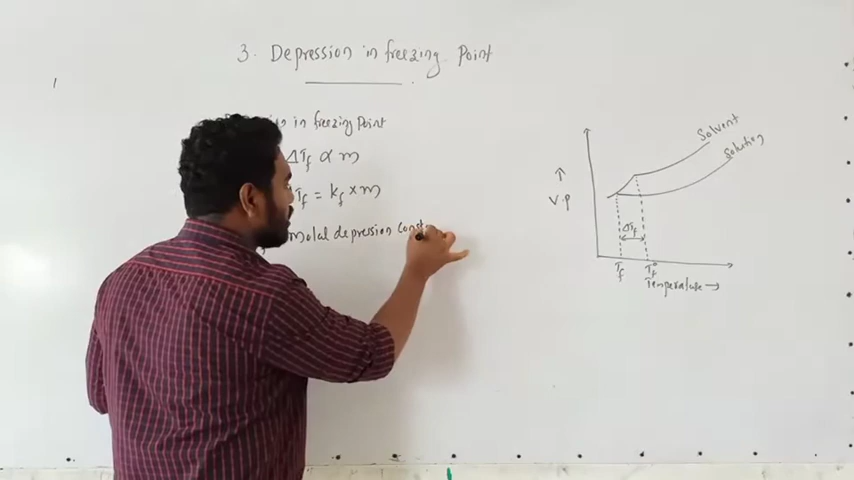 3. Depression in freezing Point
in freezing Point
ΔTf ∝ m
Tf = kf × m
molal depression Const
Solvent
Solution
↑
V.P
ΔTf
Tf Tf°
Temperature →